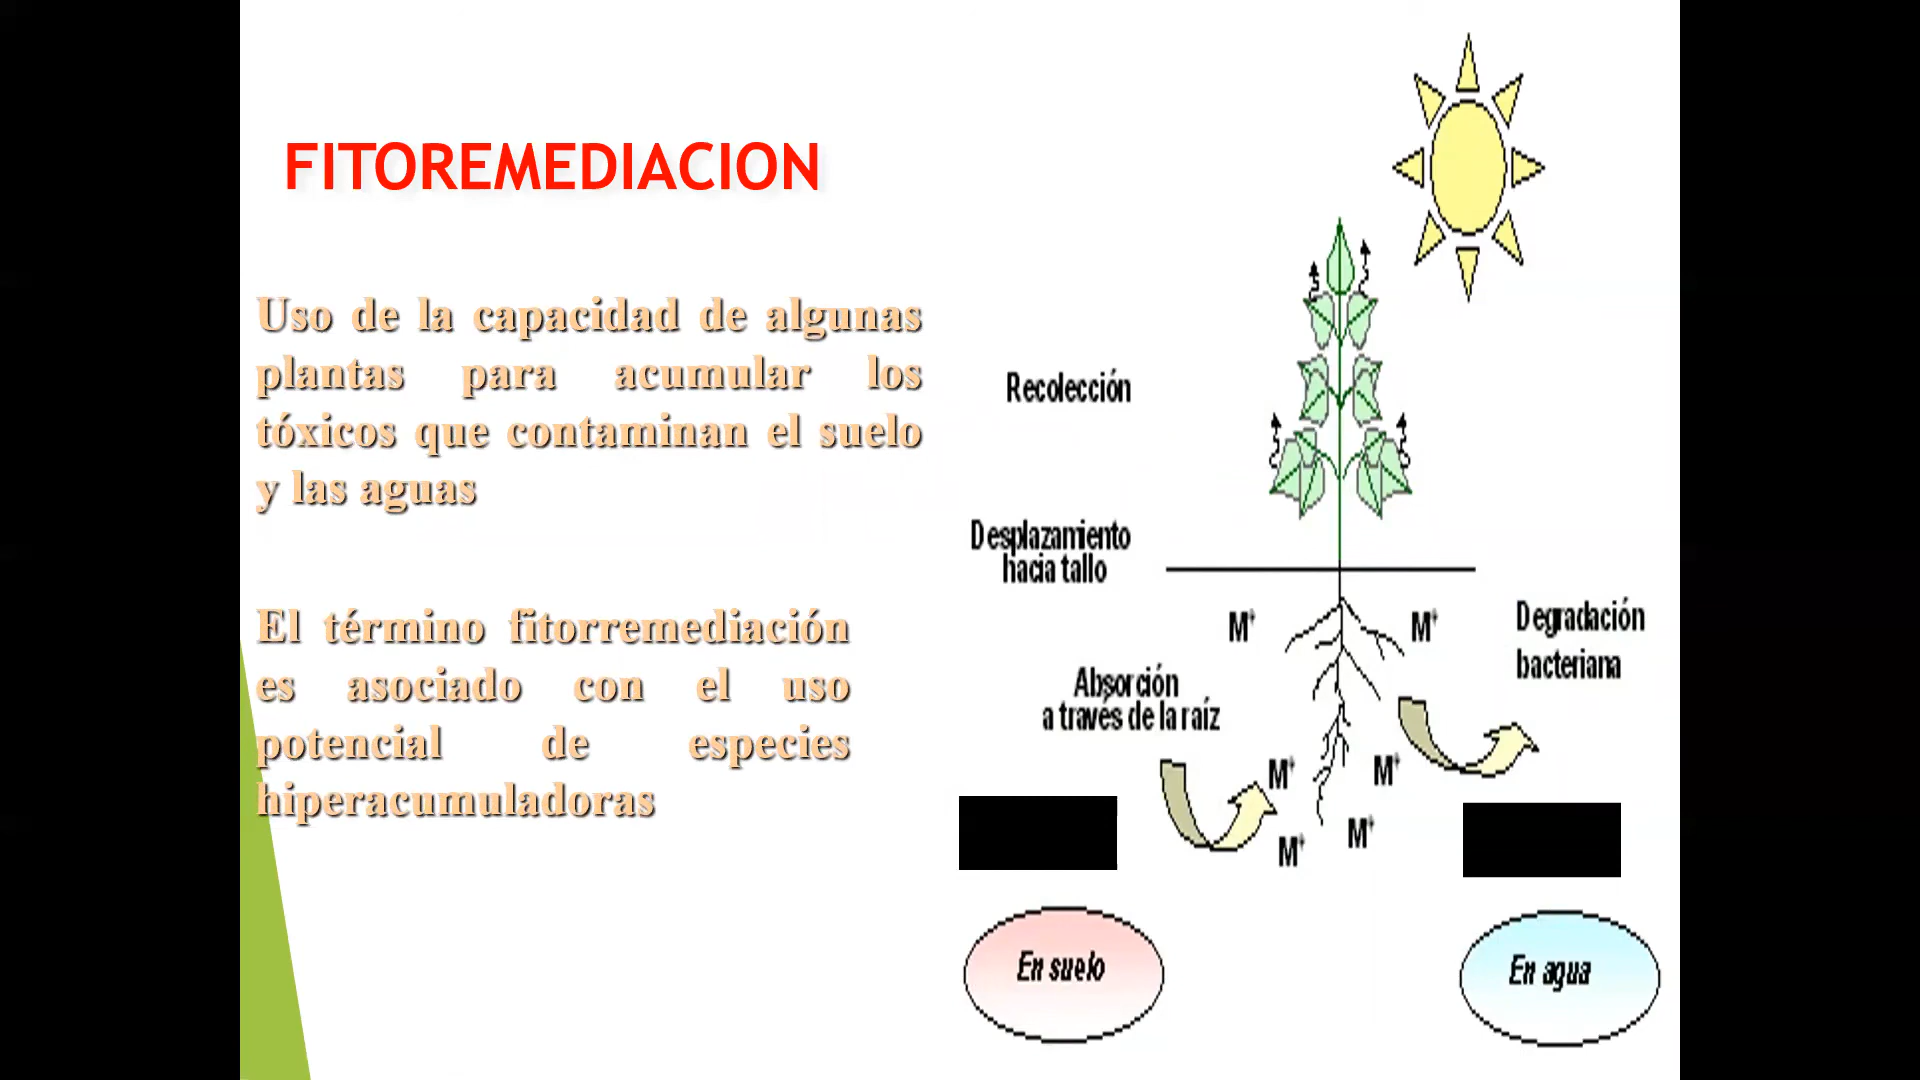 FITOREMEDIACION
Uso de la capacidad de algunas
plantas para acumular los
tóxicos que contaminan el suelo
y las aguas
El término fitorremediación
es asociado con el uso
potencial de especies
hiperacumuladoras
Recolección
Desplazamiento
hacia tallo
M⁺ M⁺
Degradación
bacteriana
Absorción
a través de la raíz
M⁺ M⁺
M⁺ M⁺
En suelo
En agua